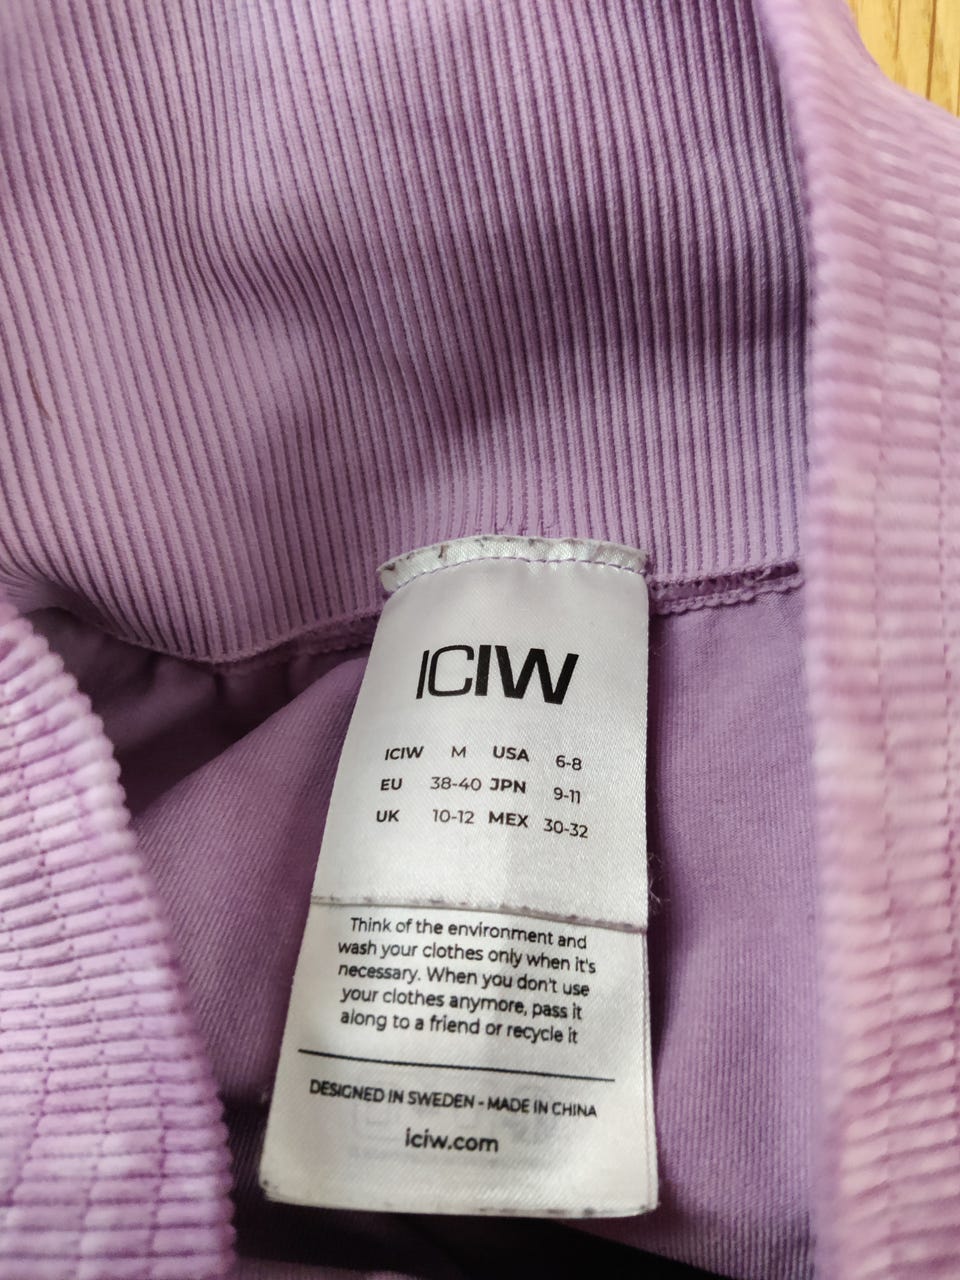 ICIW
ICIW M USA 6-8
EU 38-40 JPN 9-11
UK 10-12 MEX 30-32
Think of the environment and
wash your clothes only when it's
necessary. When you don't use
your clothes anymore, pass it
along to a friend or recycle it
DESIGNED IN SWEDEN - MADE IN CHINA
iciw.com